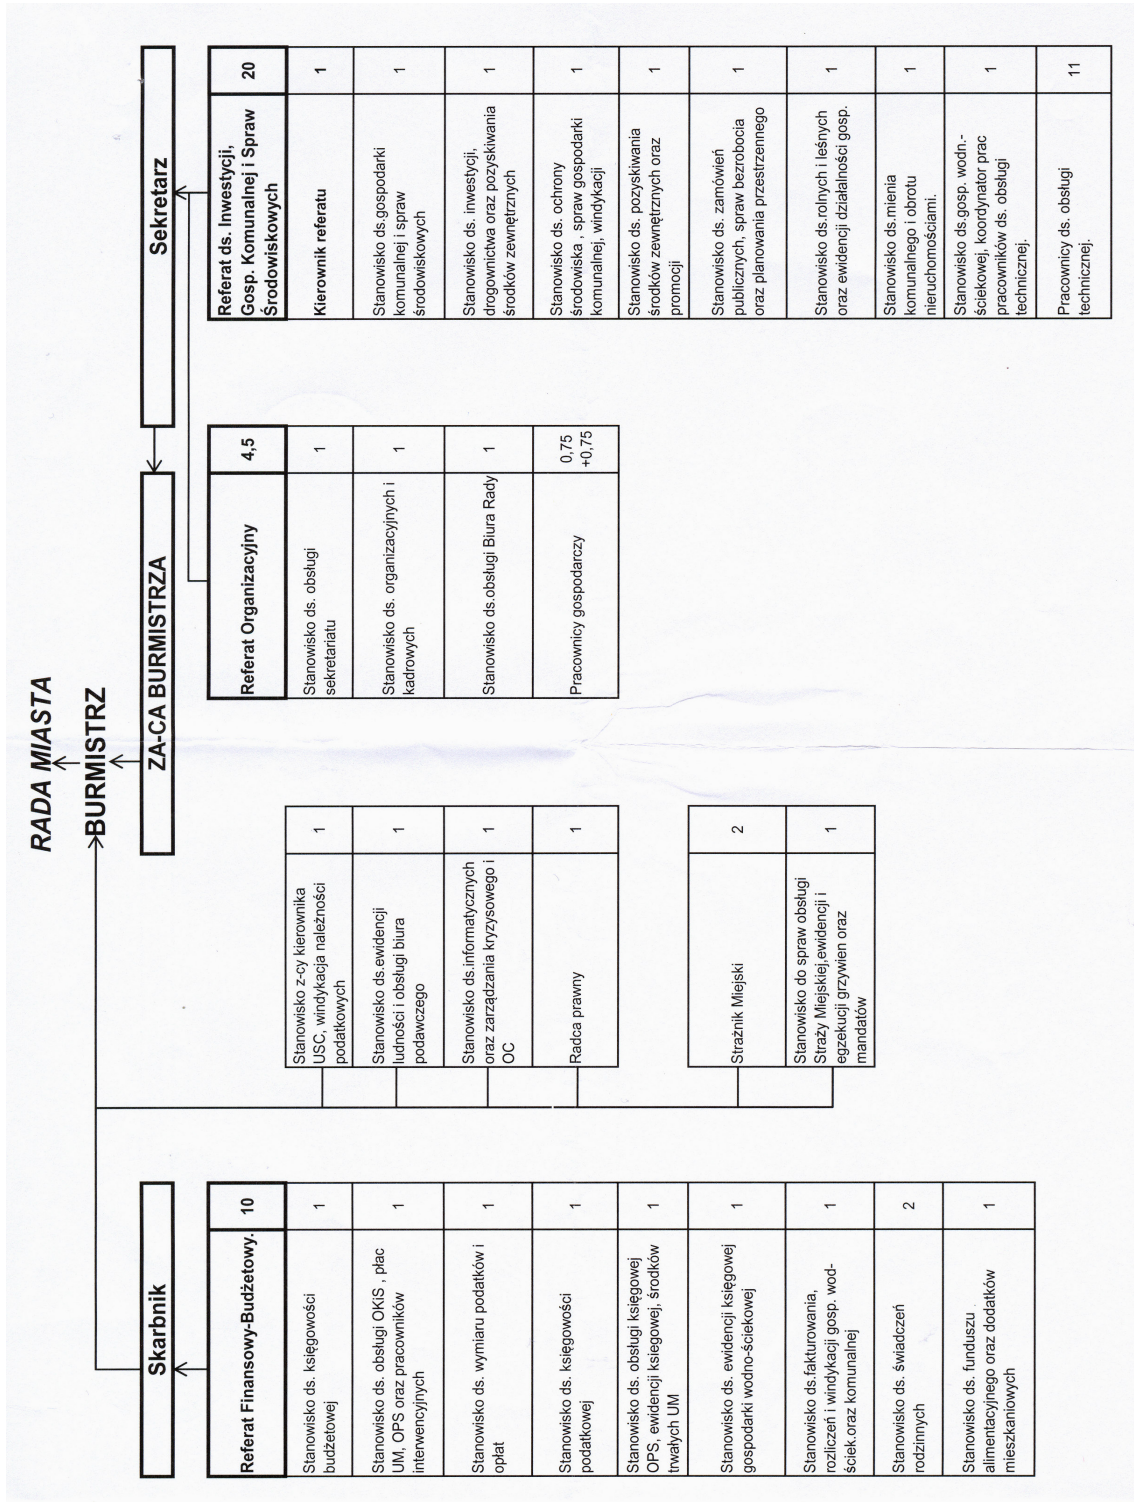 RADA MIASTA
BURMISTRZ
ZA-CA BURMISTRZA
Sekretarz
Skarbnik
Referat Finansowy-Budżetowy.
10
Stanowisko ds. księgowości
budżetowej
1
Stanowisko ds. obsługi OKiS , płac
UM, OPS oraz pracowników
interwencyjnych
1
Stanowisko ds. wymiaru podatków i
opłat
1
Stanowisko ds. księgowości
podatkowej
1
Stanowisko ds. obsługi księgowej
OPS, ewidencji księgowej, środków
trwałych UM
1
Stanowisko ds. ewidencji księgowej
gospodarki wodno-ściekowej
1
Stanowisko ds.fakturowania,
rozliczeń i windykacji gosp. wod-
ściek.oraz komunalnej
1
Stanowisko ds. świadczeń
rodzinnych
2
Stanowisko ds. funduszu
alimentacyjnego oraz dodatków
mieszkaniowych
1
Stanowisko z-cy kierownika
USC, windykacja należności
podatkowych
1
Stanowisko ds.ewidencji
ludności i obsługi biura
podawczego
1
Stanowisko ds.informatycznych
oraz zarządzania kryzysowego i
OC
1
Radca prawny
1
Strażnik Miejski
2
Stanowisko do spraw obsługi
Straży Miejskiej,ewidencji i
egzekucji grzywien oraz
mandatów
1
Referat Organizacyjny
4,5
Stanowisko ds. obsługi
sekretariatu
1
Stanowisko ds. organizacyjnych i
kadrowych
1
Stanowisko ds.obsługi Biura Rady
1
Pracownicy gospodarczy
0,75
+0,75
Referat ds. Inwestycji,
Gosp. Komunalnej i Spraw
Środowiskowych
20
Kierownik referatu
1
Stanowisko ds.gospodarki
komunalnej i spraw
środowiskowych
1
Stanowisko ds. inwestycji,
drogownictwa oraz pozyskiwania
środków zewnętrznych
1
Stanowisko ds. ochrony
środowiska , spraw gospodarki
komunalnej, windykacji
1
Stanowisko ds. pozyskiwania
środków zewnętrznych oraz
promocji
1
Stanowisko ds. zamówień
publicznych, spraw bezrobocia
oraz planowania przestrzennego
1
Stanowisko ds.rolnych i leśnych
oraz ewidencji działalności gosp.
1
Stanowisko ds.mienia
komunalnego i obrotu
nieruchomościami.
1
Stanowisko ds.gosp. wodn.-
ściekowej, koordynator prac
pracowników ds. obsługi
technicznej.
1
Pracownicy ds. obsługi
technicznej.
11